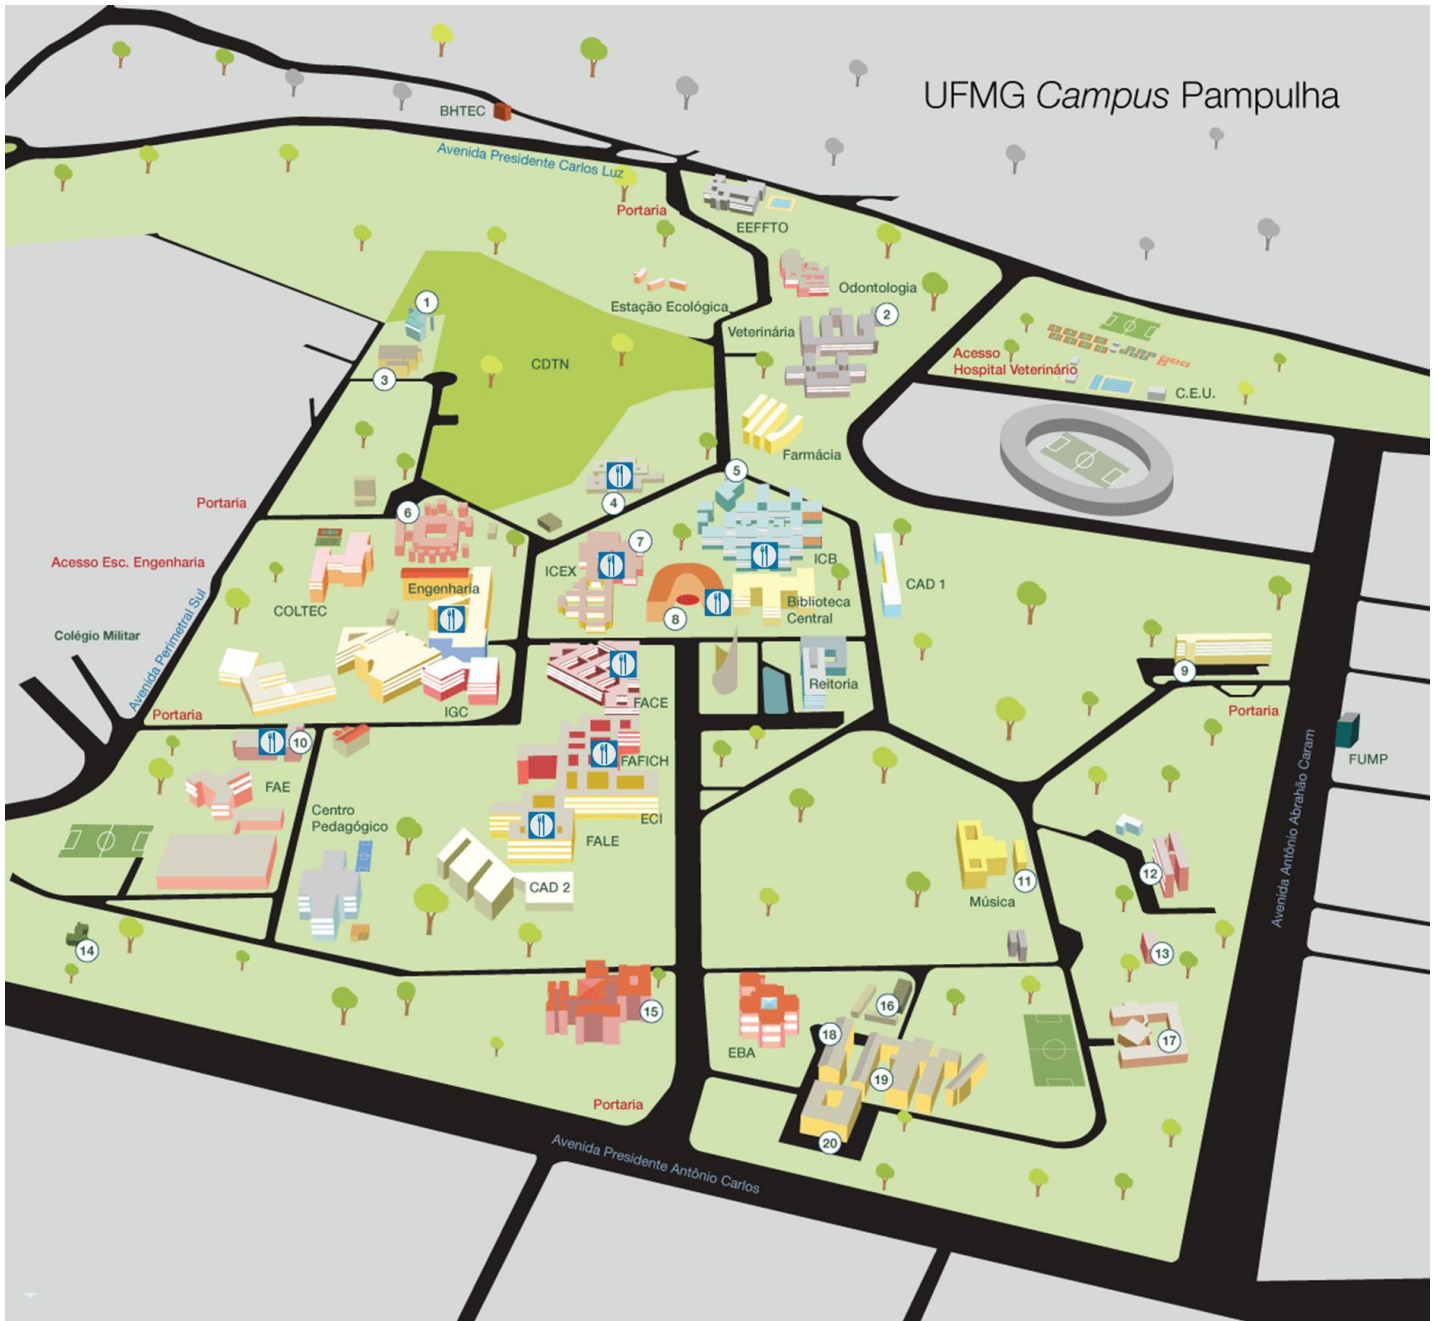 UFMG Campus Pampulha
BHTEC
Avenida Presidente Carlos Luz
Portaria
EEFFTO
Odontologia
Estação Ecológica
1
2
Veterinária
CDTN
Acesso
Hospital Veterinário
3
C.E.U.
Farmácia
5
4
Portaria
6
7
Acesso Esc. Engenharia
ICEX
ICB
Engenharia
CAD 1
COLTEC
Biblioteca
Central
8
Avenida Perimetral Sul
Colégio Militar
9
Reitoria
FACE
IGC
Portaria
Portaria
10
FAFICH
FUMP
FAE
Centro
Pedagógico
ECI
FALE
Avenida Antônio Abrahão Caram
12
11
CAD 2
Música
14
13
15
16
18
17
EBA
19
Portaria
20
Avenida Presidente Antônio Carlos